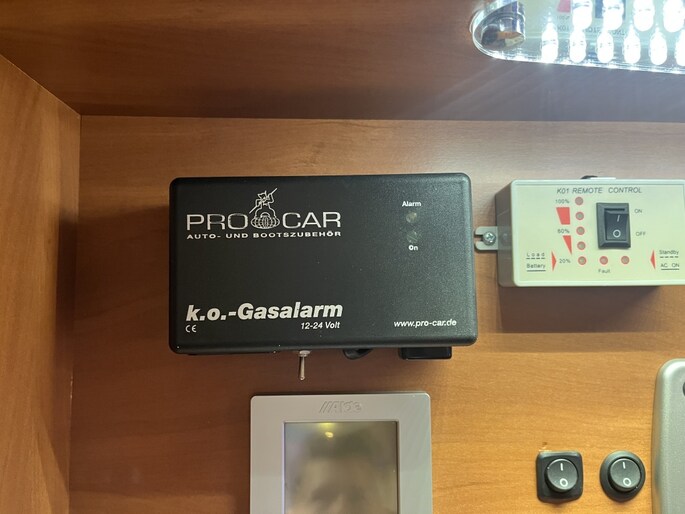 PRO CAR
AUTO- UND BOOTSZUBEHÖR
Alarm
On
k.o.-Gasalarm
12-24 Volt
CE
www.pro-car.de
K01 REMOTE CONTROL
100%
60%
20%
ON
OFF
I
O
Load
Battery
Fault
Standby
AC ON
I
O
I
O